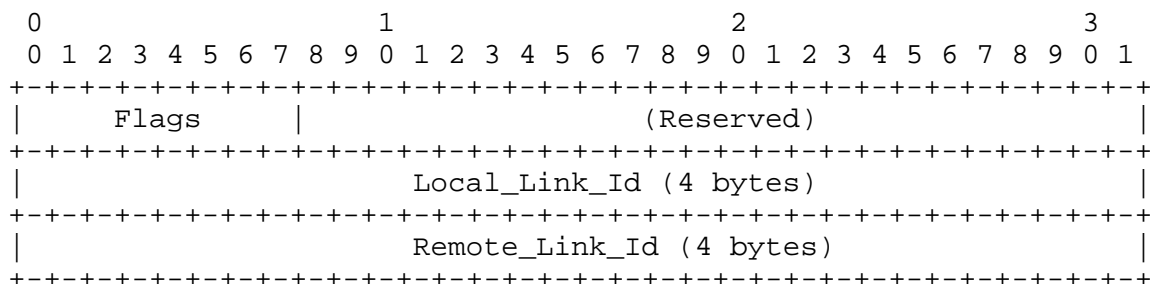 0                   1                   2                   3
 0 1 2 3 4 5 6 7 8 9 0 1 2 3 4 5 6 7 8 9 0 1 2 3 4 5 6 7 8 9 0 1
+-+-+-+-+-+-+-+-+-+-+-+-+-+-+-+-+-+-+-+-+-+-+-+-+-+-+-+-+-+-+-+-+
|     Flags     |                   (Reserved)                  |
+-+-+-+-+-+-+-+-+-+-+-+-+-+-+-+-+-+-+-+-+-+-+-+-+-+-+-+-+-+-+-+-+
|                      Local_Link_Id (4 bytes)                  |
+-+-+-+-+-+-+-+-+-+-+-+-+-+-+-+-+-+-+-+-+-+-+-+-+-+-+-+-+-+-+-+-+
|                      Remote_Link_Id (4 bytes)                 |
+-+-+-+-+-+-+-+-+-+-+-+-+-+-+-+-+-+-+-+-+-+-+-+-+-+-+-+-+-+-+-+-+